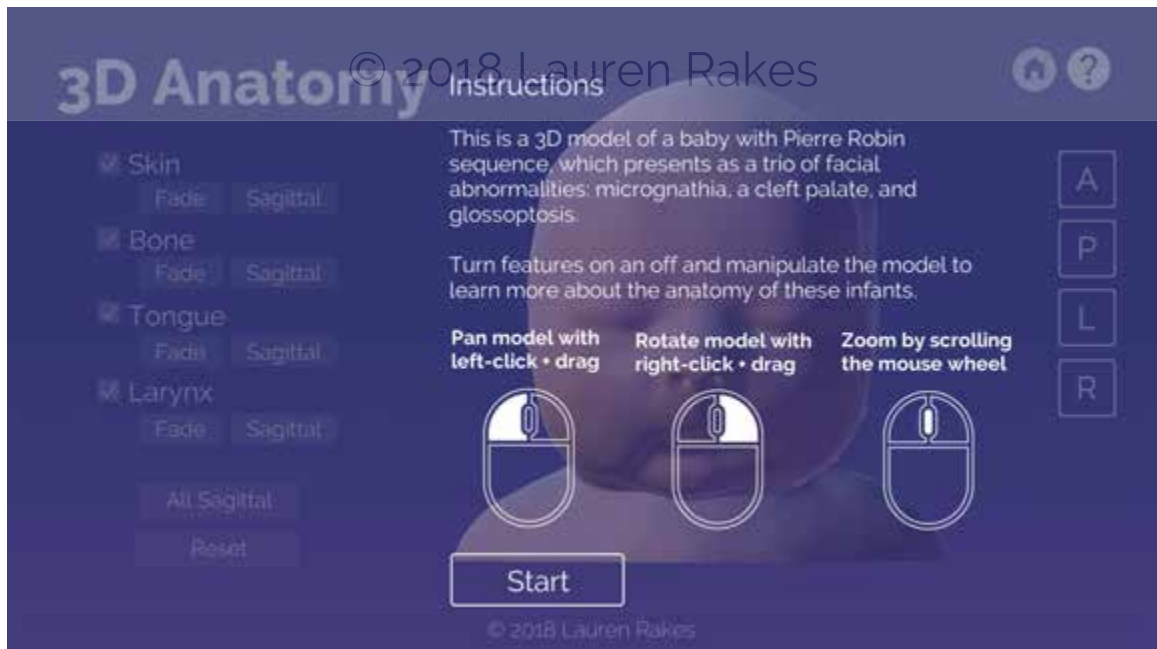 © 2018 Lauren Rakes
3D Anatomy
Instructions
This is a 3D model of a baby with Pierre Robin
sequence, which presents as a trio of facial
abnormalities: micrognathia, a cleft palate, and
glossoptosis.
Turn features on an off and manipulate the model to
learn more about the anatomy of these infants.
Pan model with
left-click + drag
Rotate model with
right-click + drag
Zoom by scrolling
the mouse wheel
Start
Skin
Fade Sagittal
Bone
Fade Sagittal
Tongue
Fade Sagittal
Larynx
Fade Sagittal
All Sagittal
Reset
?
A
P
L
R
© 2018 Lauren Rakes